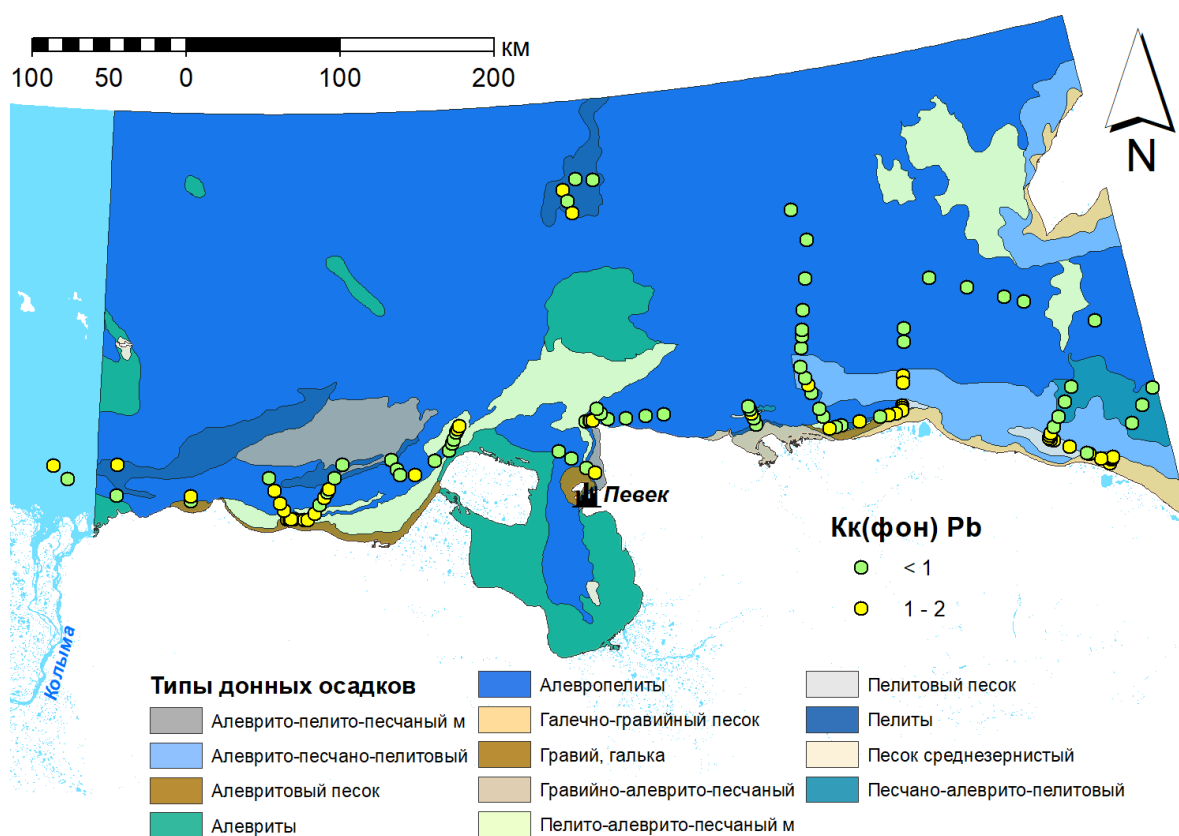 км
100 50 0 100 200
N
Певек
Кк(фон) Pb
< 1
1 - 2
Колыма
Типы донных осадков
Алеврито-пелито-песчаный м
Алеврито-песчано-пелитовый
Алевритовый песок
Алевриты
Алевропелиты
Галечно-гравийный песок
Гравий, галька
Гравийно-алеврито-песчаный
Пелито-алеврито-песчаный м
Пелитовый песок
Пелиты
Песок среднезернистый
Песчано-алеврито-пелитовый